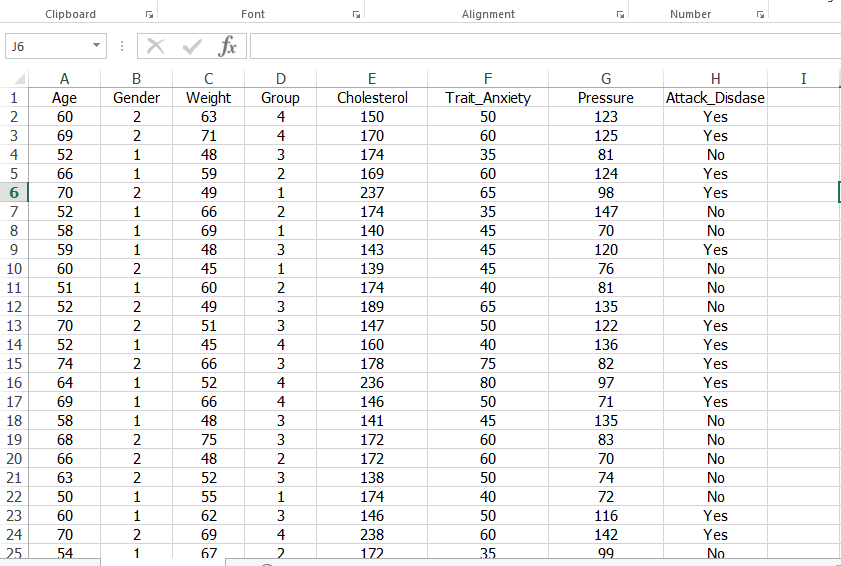 Clipboard Font Alignment Number
J6 fx
A B C D E F G H I
1 Age Gender Weight Group Cholesterol Trait_Anxiety Pressure Attack_Disdase
2 60 2 63 4 150 50 123 Yes
3 69 2 71 4 170 60 125 Yes
4 52 1 48 3 174 35 81 No
5 66 1 59 2 169 60 124 Yes
6 70 2 49 1 237 65 98 Yes
7 52 1 66 2 174 35 147 No
8 58 1 69 1 140 45 70 No
9 59 1 48 3 143 45 120 Yes
10 60 2 45 1 139 45 76 No
11 51 1 60 2 174 40 81 No
12 52 2 49 3 189 65 135 No
13 70 2 51 3 147 50 122 Yes
14 52 1 45 4 160 40 136 Yes
15 74 2 66 3 178 75 82 Yes
16 64 1 52 4 236 80 97 Yes
17 69 1 66 4 146 50 71 Yes
18 58 1 48 3 141 45 135 No
19 68 2 75 3 172 60 83 No
20 66 2 48 2 172 60 70 No
21 63 2 52 3 138 50 74 No
22 50 1 55 1 174 40 72 No
23 60 1 62 3 146 50 116 Yes
24 70 2 69 4 238 60 142 Yes
25 54 1 67 2 172 35 99 No